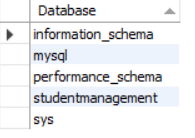 Database
information_schema
mysql
performance_schema
studentmanagement
sys